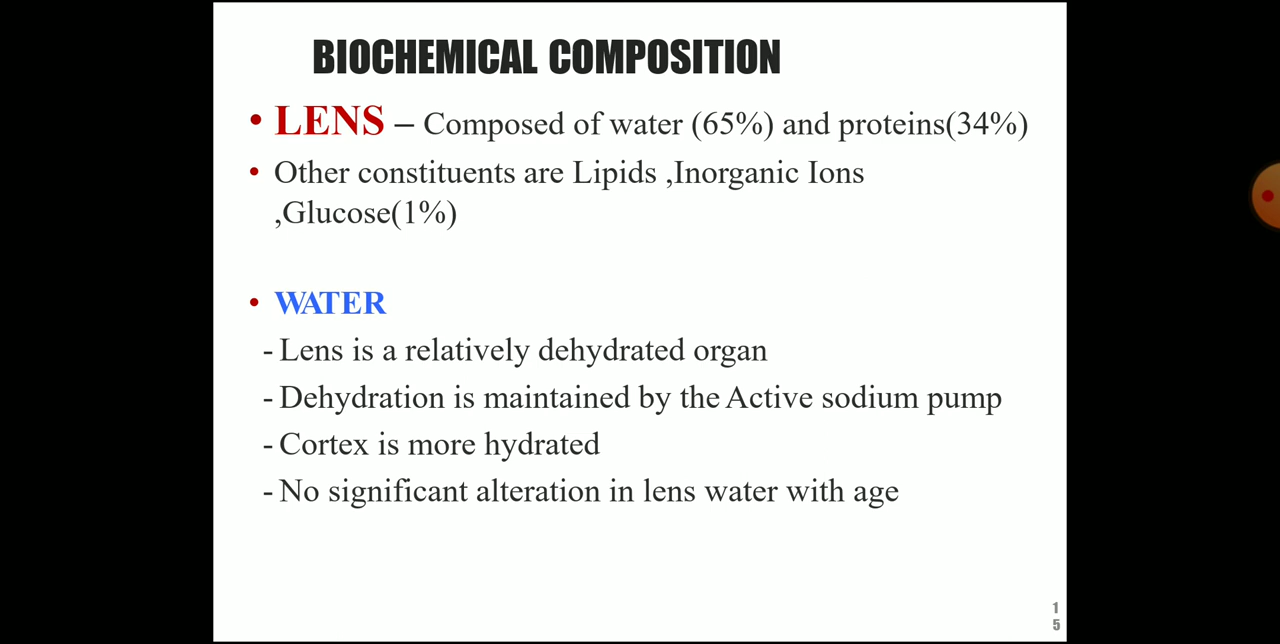 BIOCHEMICAL COMPOSITION
• LENS – Composed of water (65%) and proteins(34%)
• Other constituents are Lipids ,Inorganic Ions
,Glucose(1%)
• WATER
- Lens is a relatively dehydrated organ
- Dehydration is maintained by the Active sodium pump
- Cortex is more hydrated
- No significant alteration in lens water with age
1
5